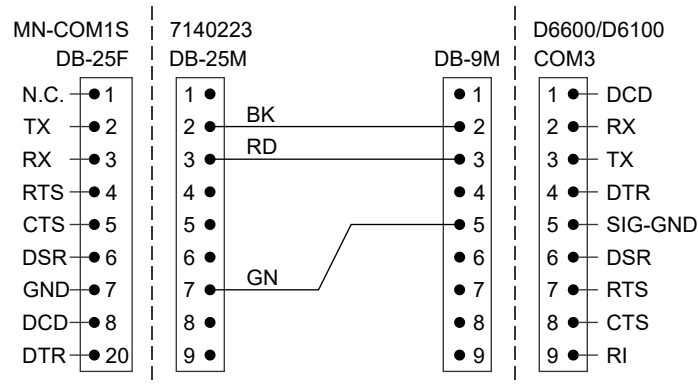 MN-COM1S 7140223 D6600/D6100
DB-25F DB-25M DB-9M COM3
N.C. 1 1 1 1 DCD
BK
TX 2 2 2 2 RX
RD
RX 3 3 3 3 TX
RTS 4 4 4 4 DTR
CTS 5 5 5 5 SIG-GND
DSR 6 6 6 6 DSR
GN
GND 7 7 7 7 RTS
DCD 8 8 8 8 CTS
DTR 20 9 9 9 RI